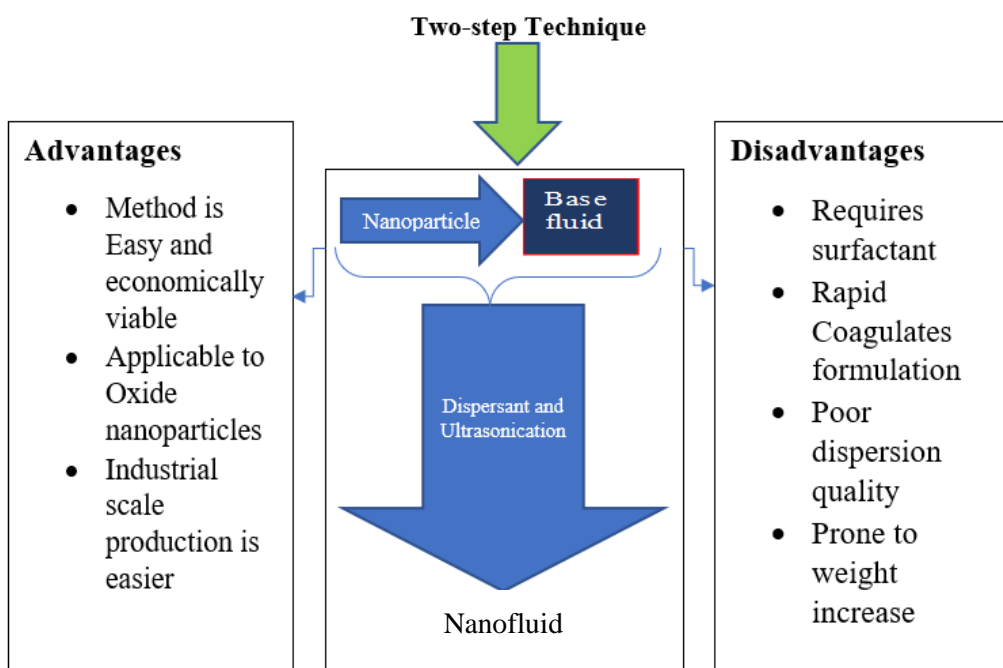 Two-step Technique
Advantages
• Method is
Easy and
economically
viable
• Applicable to
Oxide
nanoparticles
• Industrial
scale
production is
easier
Nanoparticle
Base
fluid
Dispersant and
Ultrasonication
Nanofluid
Disadvantages
• Requires
surfactant
• Rapid
Coagulates
formulation
• Poor
dispersion
quality
• Prone to
weight
increase